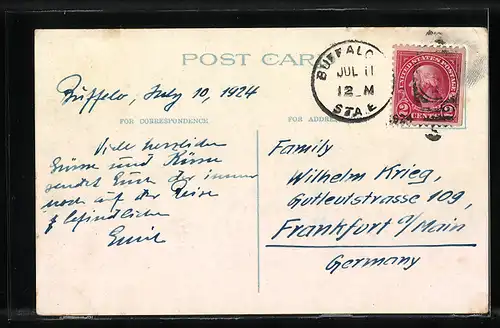 POST CARD
BUFFALO
JUL 11
12 M
STA. E
UNITED STATES POSTAGE
2 CENTS 2
Buffalo, July 10, 1924
FOR CORRESPONDENCE
FOR ADDRESS
Viele herzliche
Grüsse und Küsse
sendet Euch der immer
noch auf der Reise
befindliche
Emil
Family
Wilhelm Krieg,
Gutleutstrasse 109,
Frankfurt a/Main
Germany